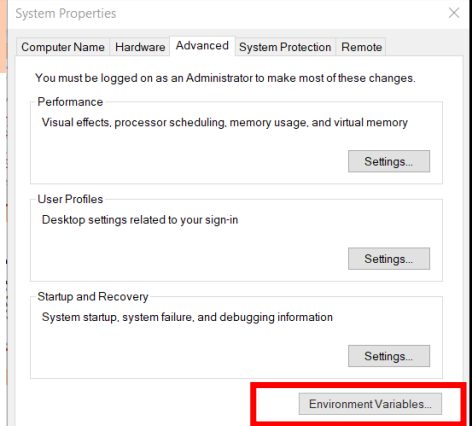 System Properties
Computer Name Hardware Advanced System Protection Remote
You must be logged on as an Administrator to make most of these changes.
Performance
Visual effects, processor scheduling, memory usage, and virtual memory
Settings...
User Profiles
Desktop settings related to your sign-in
Settings...
Startup and Recovery
System startup, system failure, and debugging information
Settings...
Environment Variables...